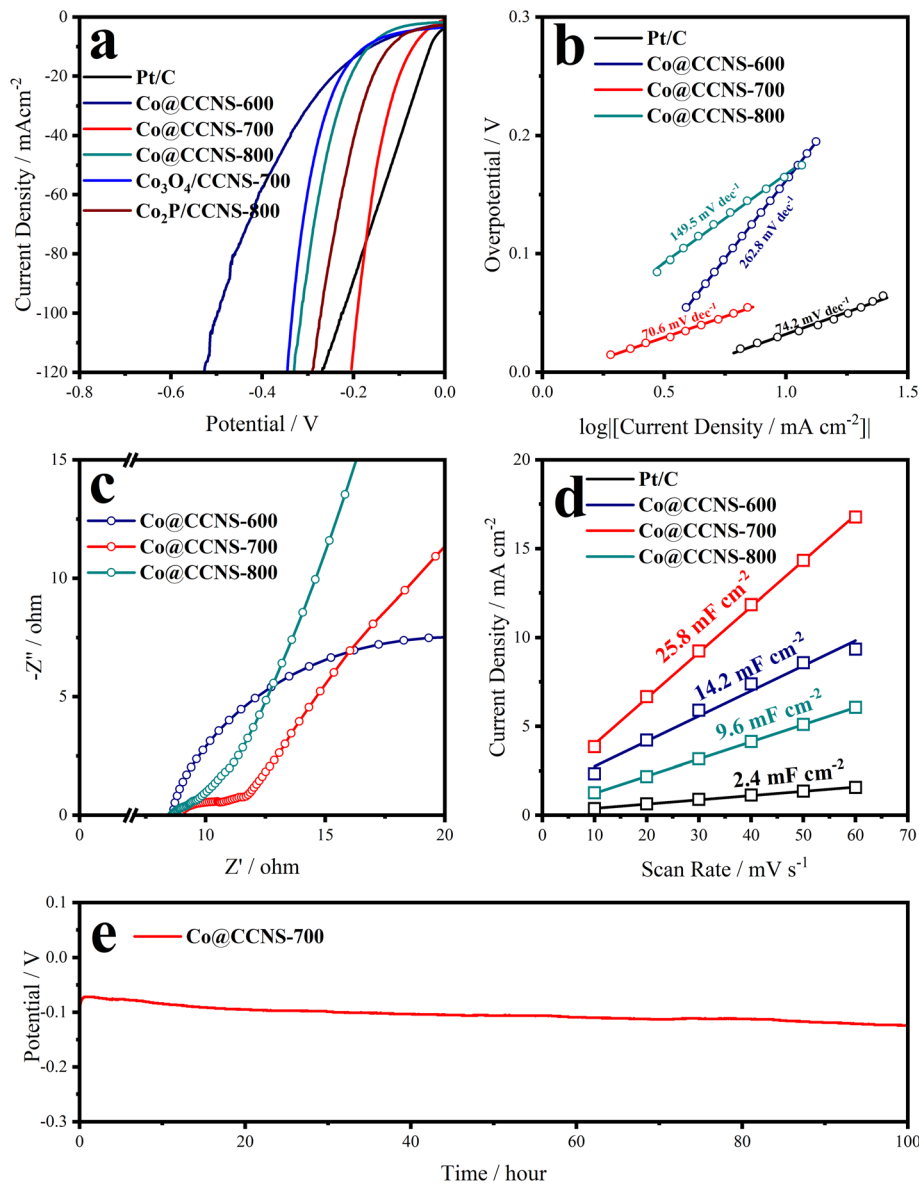 a
Pt/C
Co@CCNS-600
Co@CCNS-700
Co@CCNS-800
Co₃O₄/CCNS-700
Co₂P/CCNS-800
0
-20
-40
-60
-80
-100
-120
Current Density / mAcm⁻²
-0.8
-0.6
-0.4
-0.2
0.0
Potential / V
b
Pt/C
Co@CCNS-600
Co@CCNS-700
Co@CCNS-800
149.5 mV dec⁻¹
262.8 mV dec⁻¹
70.6 mV dec⁻¹
74.2 mV dec⁻¹
0.3
0.2
0.1
0.0
Overpotential / V
0.0
0.5
1.0
1.5
log|[Current Density / mA cm⁻²]|
c
Co@CCNS-600
Co@CCNS-700
Co@CCNS-800
15
10
5
0
-Z'' / ohm
0
10
15
20
Z' / ohm
d
Pt/C
Co@CCNS-600
Co@CCNS-700
Co@CCNS-800
25.8 mF cm⁻²
14.2 mF cm⁻²
9.6 mF cm⁻²
2.4 mF cm⁻²
20
15
10
5
0
Current Density / mA cm⁻²
0
10
20
30
40
50
60
70
Scan Rate / mV s⁻¹
e
Co@CCNS-700
0.1
0.0
-0.1
-0.2
-0.3
Potential / V
0
20
40
60
80
100
Time / hour